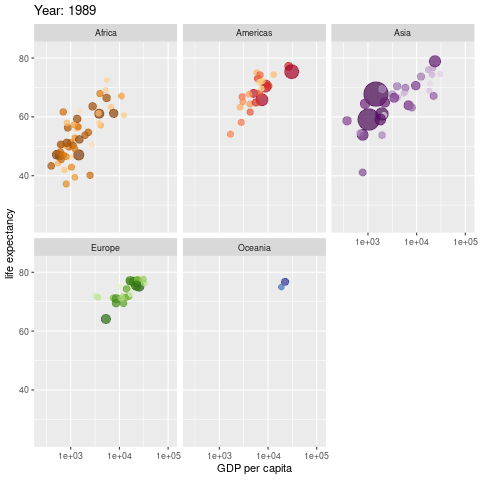 Year: 1989
Africa
Americas
Asia
80
60
40
1e+03
1e+04
1e+05
Europe
Oceania
80
60
40
1e+03
1e+04
1e+05
1e+03
1e+04
1e+05
GDP per capita
life expectancy